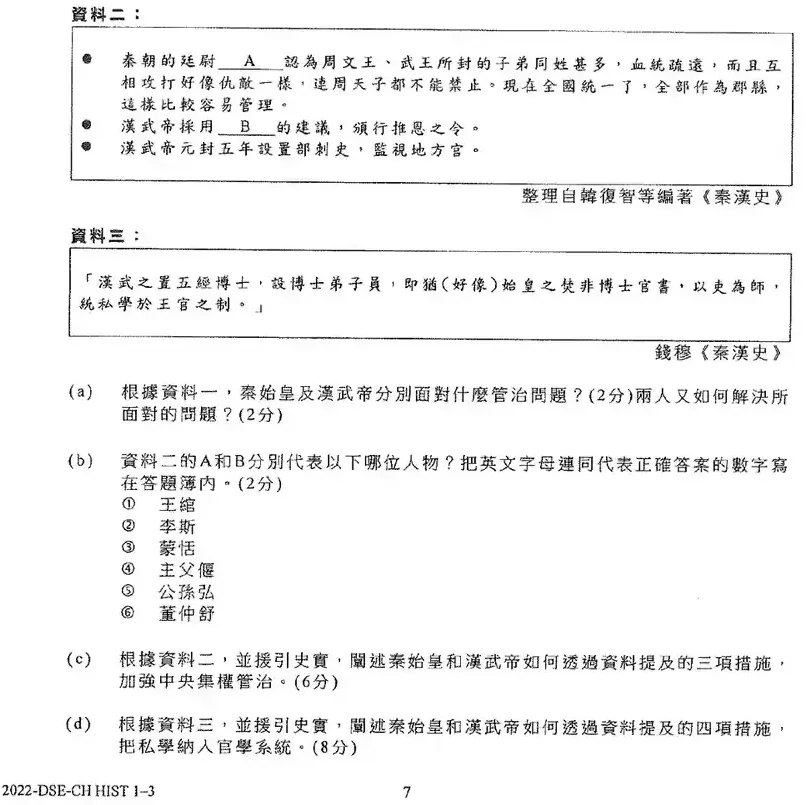 資料二：
● 秦朝的廷尉 A 認為周文王、武王所封的子弟同姓甚多，血統疏遠，而且互
相攻打好像仇敵一樣，連周天子都不能禁止。現在全國統一了，全部作為郡縣，
這樣比較容易管理。
● 漢武帝採用 B 的建議，頒行推恩之令。
● 漢武帝元封五年設置部刺史，監視地方官。
整理自韓復智等編著《秦漢史》
資料三：
「漢武之置五經博士，設博士弟子員，即猶(好像)始皇之焚非博士官書，以吏為師，
統私學於王官之制。」
錢穆《秦漢史》
(a) 根據資料一，秦始皇及漢武帝分別面對什麼管治問題？(2分)兩人又如何解決所
面對的問題？(2分)
(b) 資料二的A和B分別代表以下哪位人物？把英文字母連同代表正確答案的數字寫
在答題簿內。(2分)
① 王綰
② 李斯
③ 蒙恬
④ 主父偃
⑤ 公孫弘
⑥ 董仲舒
(c) 根據資料二，並援引史實，闡述秦始皇和漢武帝如何透過資料提及的三項措施，
加強中央集權管治。(6分)
(d) 根據資料三，並援引史實，闡述秦始皇和漢武帝如何透過資料提及的四項措施，
把私學納入官學系統。(8分)
2022-DSE-CH HIST 1–3 7